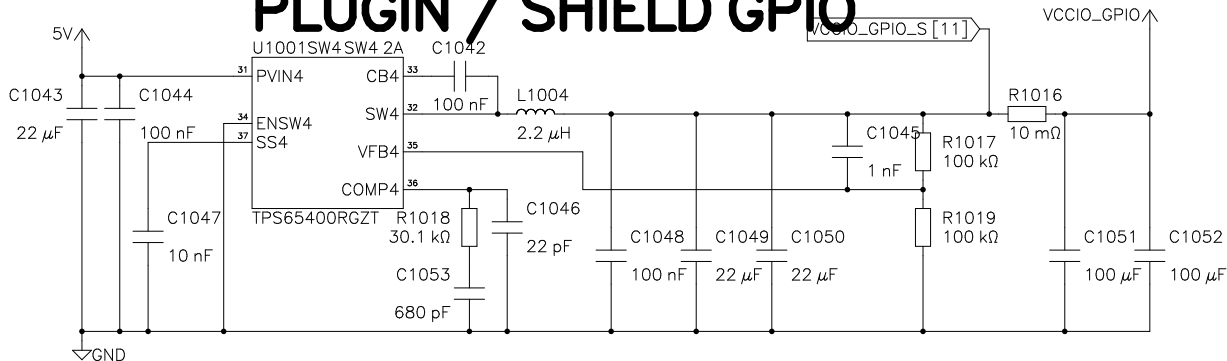 PLUGIN / SHIELD GPIO
VCCIO_GPIO
5V
VCCIO_GPIO_S [11]
U1001SW4 SW4 2A
C1042
31 PVIN4
CB4 33
C1043
C1044
100 nF
L1004
R1016
22 µF
100 nF
34 ENSW4
37 SS4
SW4 32
2.2 µH
10 mΩ
C1045
R1017
100 kΩ
VFB4 35
1 nF
COMP4 36
TPS65400RGZT
C1047
10 nF
R1018
30.1 kΩ
C1046
22 pF
R1019
100 kΩ
C1048
100 nF
C1049
22 µF
C1050
22 µF
C1051
100 µF
C1052
100 µF
C1053
680 pF
GND